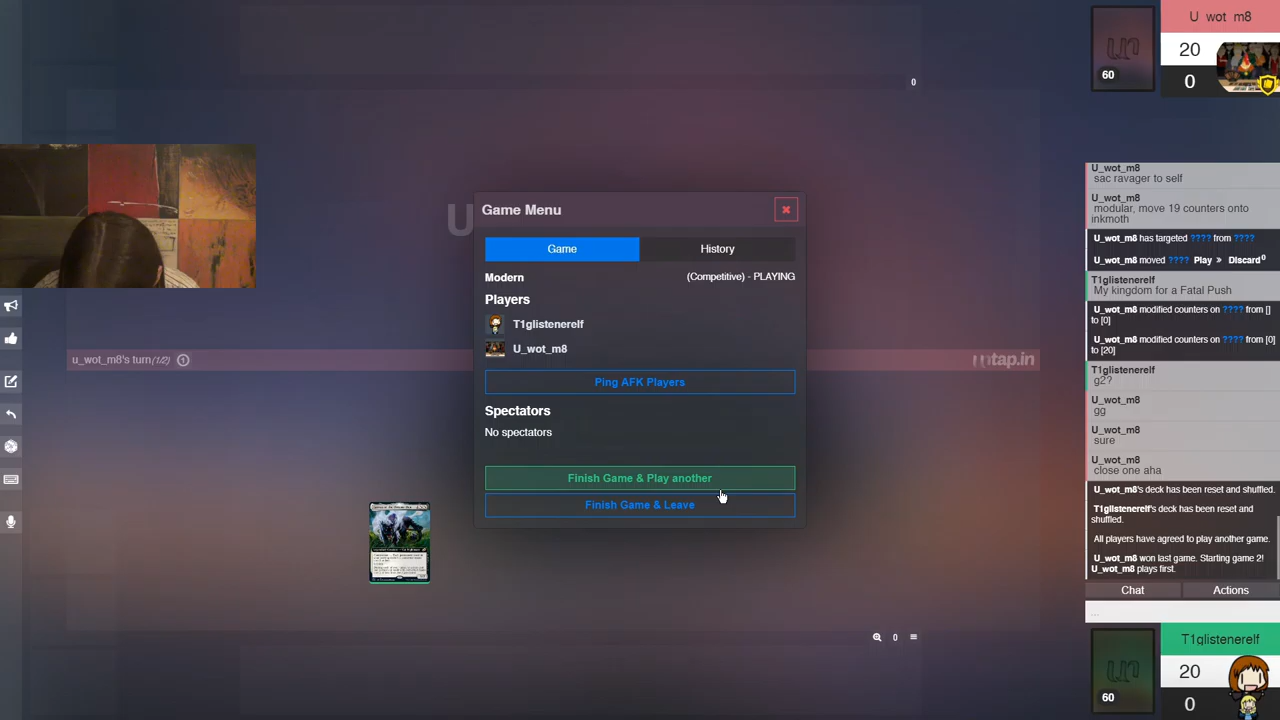 U_wot_m8
20
60
0
0
U
u_wot_m8's turn(1/2) 1
untap.in
Game Menu
Game
History
Modern
(Competitive) - PLAYING
Players
T1glistenerelf
U_wot_m8
Ping AFK Players
Spectators
No spectators
Finish Game & Play another
Finish Game & Leave
U_wot_m8
sac ravager to self
U_wot_m8
modular, move 19 counters onto
inkmoth
U_wot_m8 has targeted ???? from ????
U_wot_m8 moved ???? Play > Discard0
T1glistenerelf
My kingdom for a Fatal Push
U_wot_m8 modified counters on ???? from []
to [0]
U_wot_m8 modified counters on ???? from [0]
to [20]
T1glistenerelf
g2?
U_wot_m8
gg
U_wot_m8
sure
U_wot_m8
close one aha
U_wot_m8's deck has been reset and shuffled.
T1glistenerelf's deck has been reset and
shuffled.
All players have agreed to play another game.
U_wot_m8 won last game. Starting game 2!
U_wot_m8 plays first.
Chat
Actions
...
0
T1glistenerelf
20
60
0